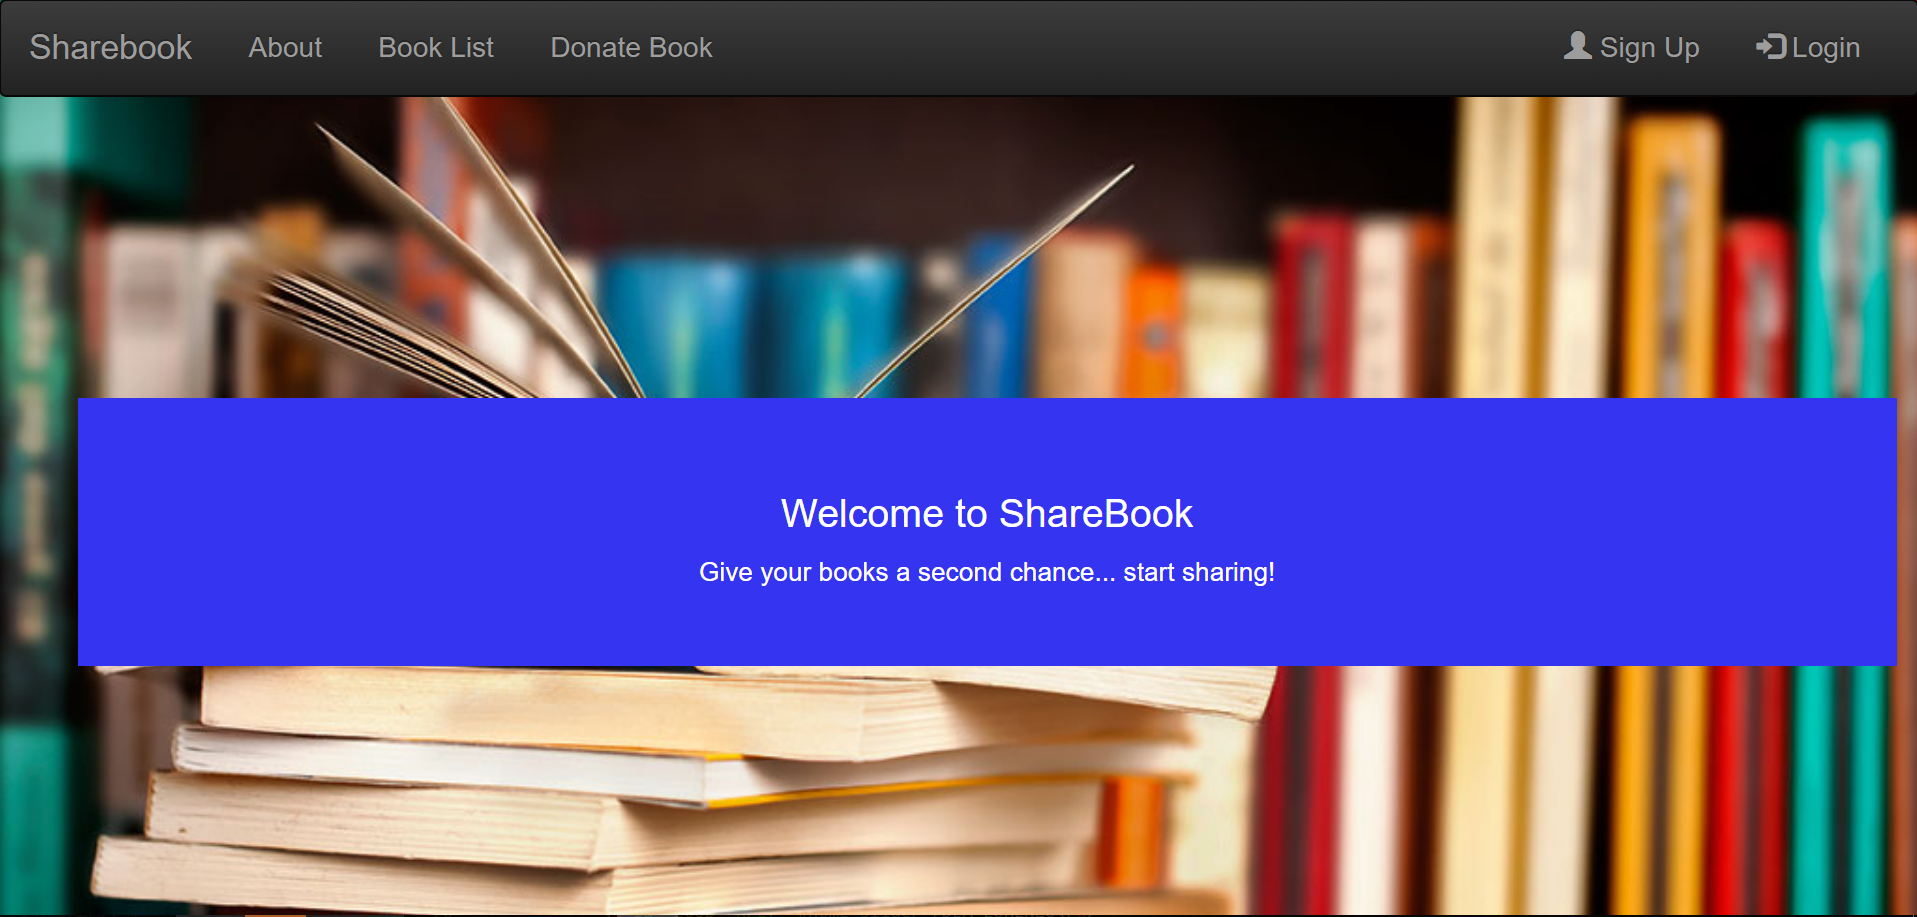 Sharebook About Book List Donate Book Sign Up Login
Welcome to ShareBook
Give your books a second chance... start sharing!